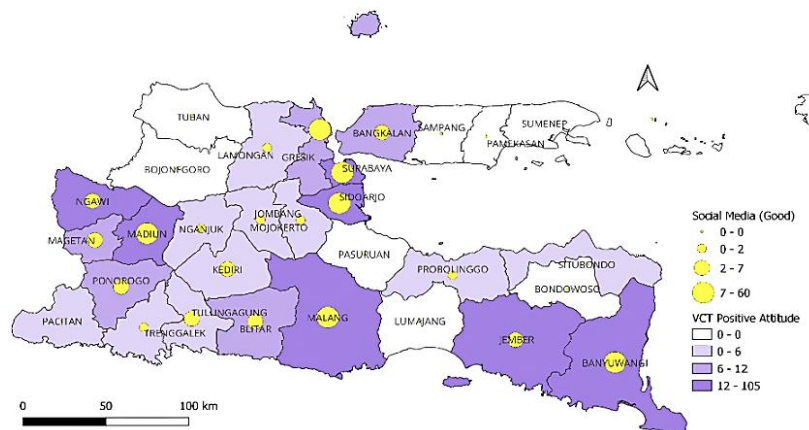 TUBAN
BANGKALAN
SAMPANG
SUMENEP
PAMEKASAN
BOJONEGORO
LAMONGAN
GRESIK
SURABAYA
NGAWI
SIDOARJO
MAGETAN
MADIUN
NGANJUK
JOMBANG
MOJOKERTO
PASURUAN
KEDIRI
PROBOLINGGO
SITUBONDO
BONDOWOSO
PONOROGO
PACITAN
TRENGGALEK
TULUNGAGUNG
BLITAR
MALANG
LUMAJANG
JEMBER
BANYUWANGI
Social Media (Good)
0 - 0
0 - 2
2 - 7
7 - 60
VCT Positive Attitude
0 - 0
0 - 6
6 - 12
12 - 105
0 50 100 km